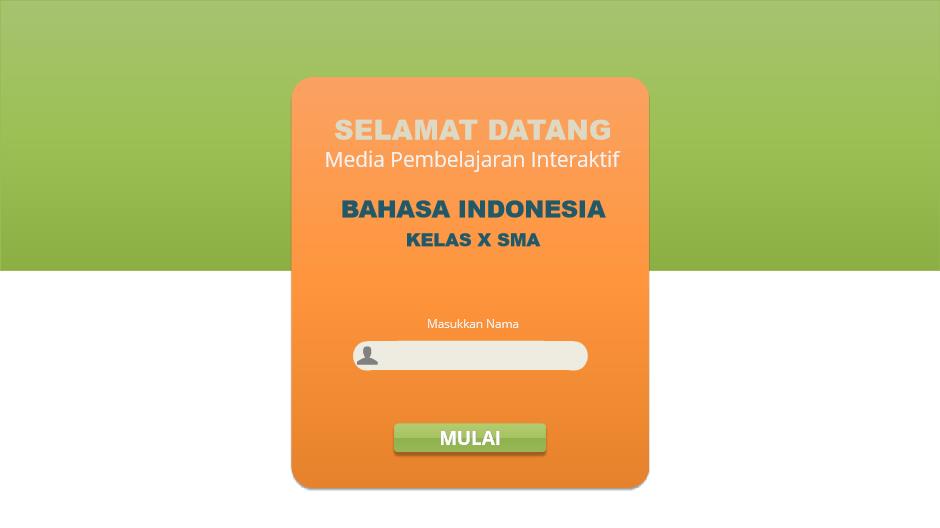 SELAMAT DATANG
Media Pembelajaran Interaktif
BAHASA INDONESIA
KELAS X SMA
Masukkan Nama
MULAI